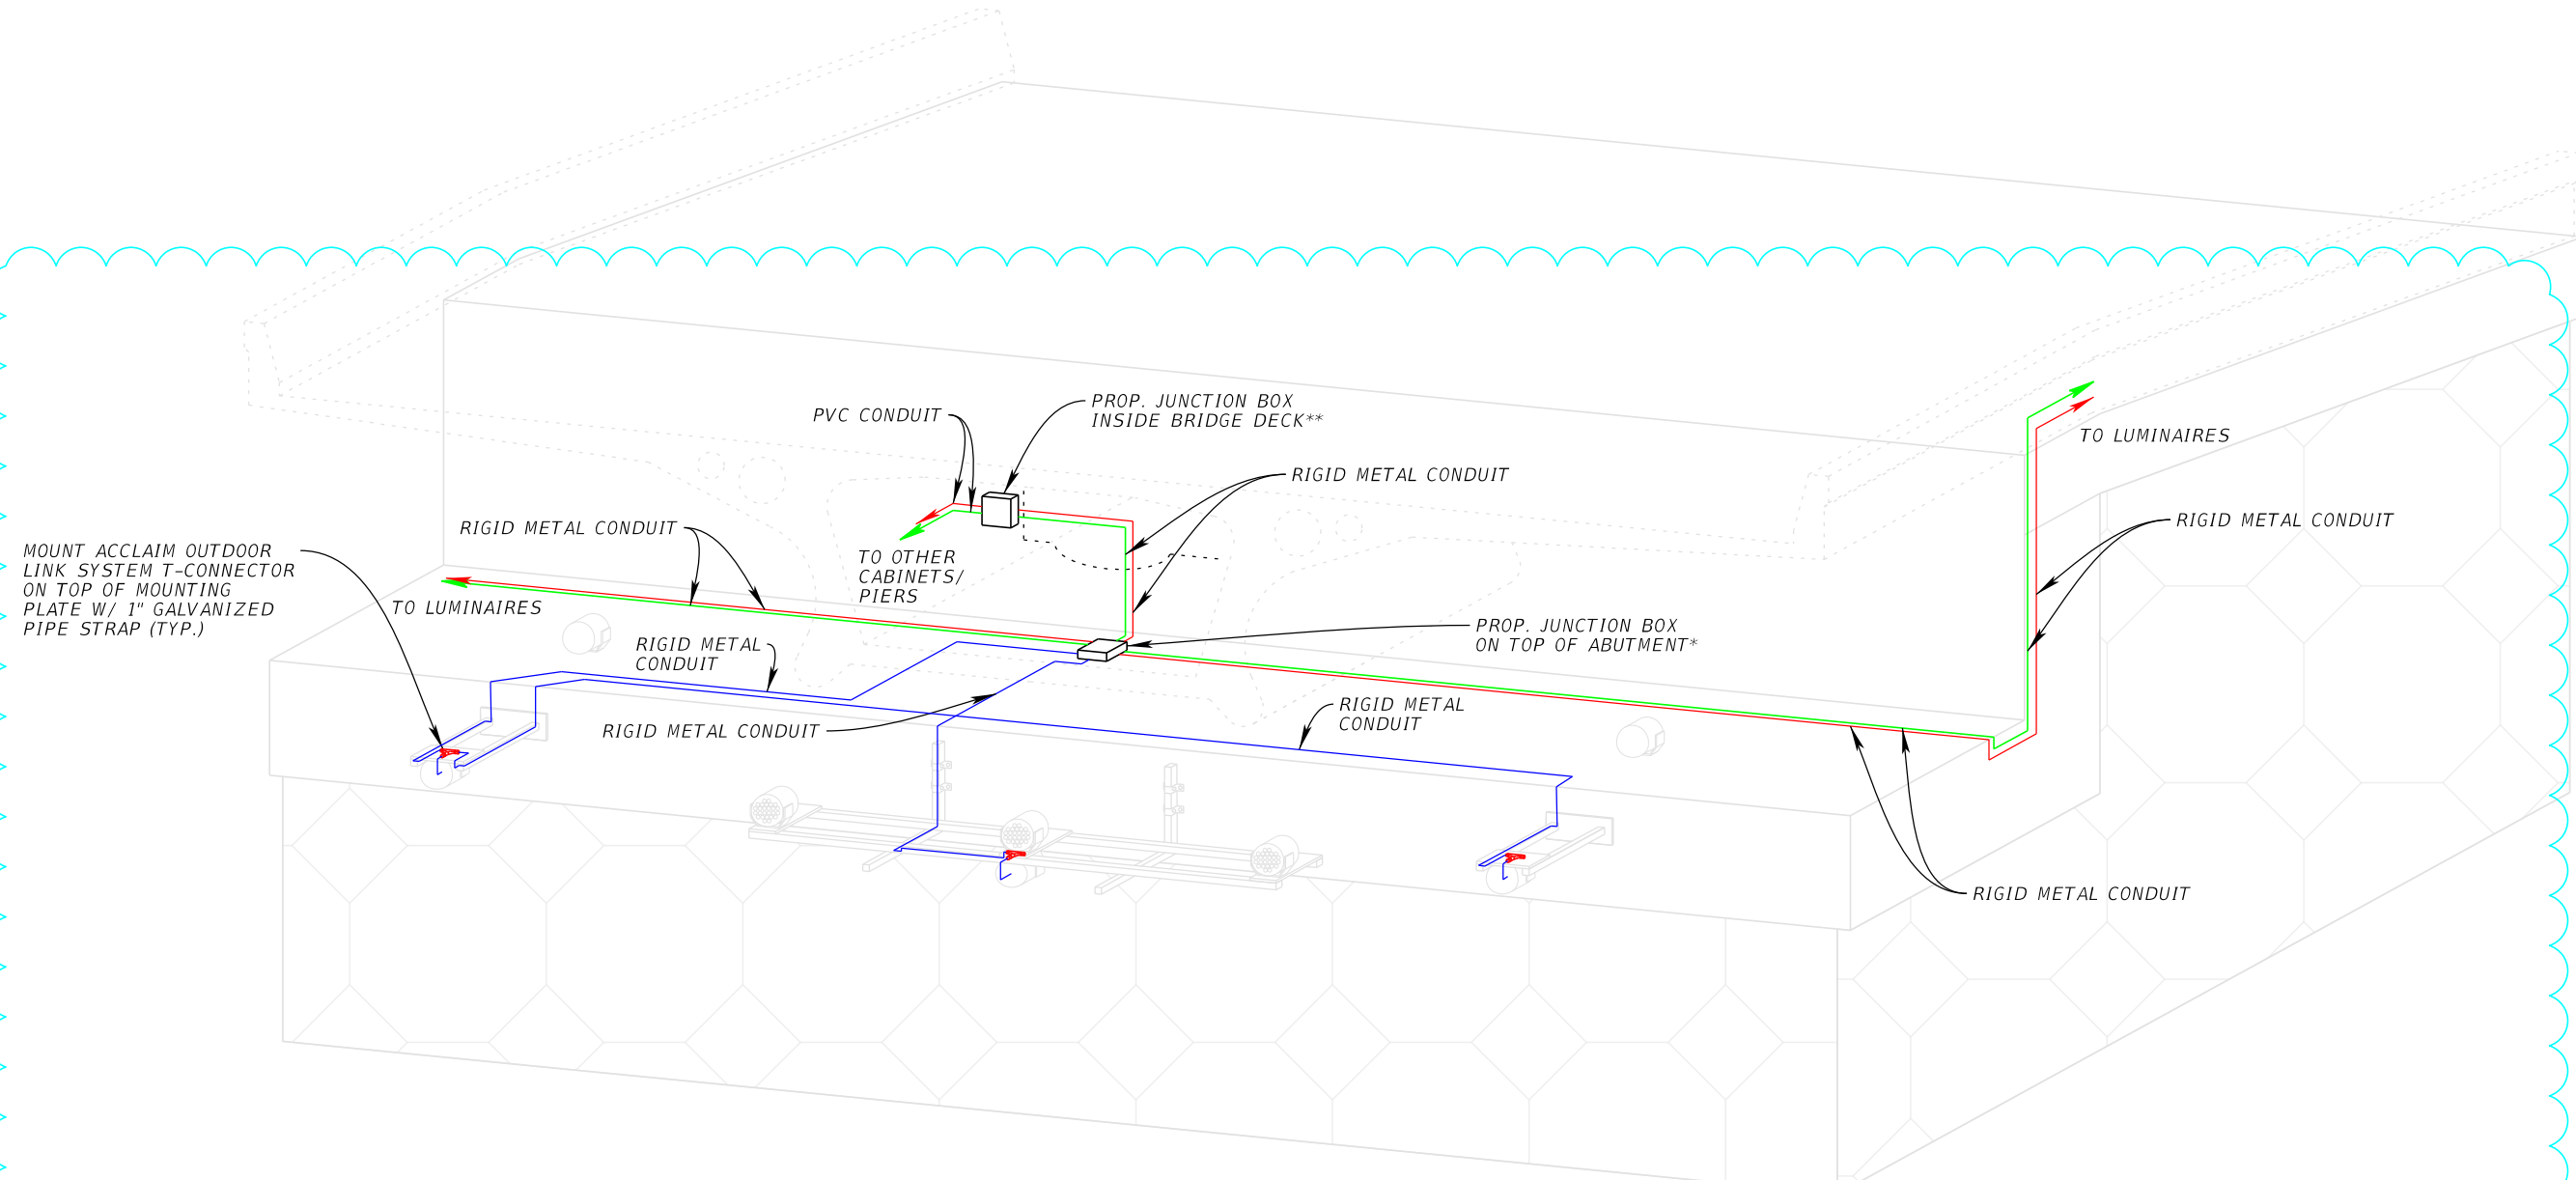 PVC CONDUIT
PROP. JUNCTION BOX
INSIDE BRIDGE DECK**
TO LUMINAIRES
RIGID METAL CONDUIT
RIGID METAL CONDUIT
RIGID METAL CONDUIT
MOUNT ACCLAIM OUTDOOR
LINK SYSTEM T-CONNECTOR
ON TOP OF MOUNTING
PLATE W/ 1" GALVANIZED
PIPE STRAP (TYP.)
TO OTHER
CABINETS/
PIERS
TO LUMINAIRES
RIGID METAL
CONDUIT
PROP. JUNCTION BOX
ON TOP OF ABUTMENT*
RIGID METAL CONDUIT
RIGID METAL
CONDUIT
RIGID METAL CONDUIT